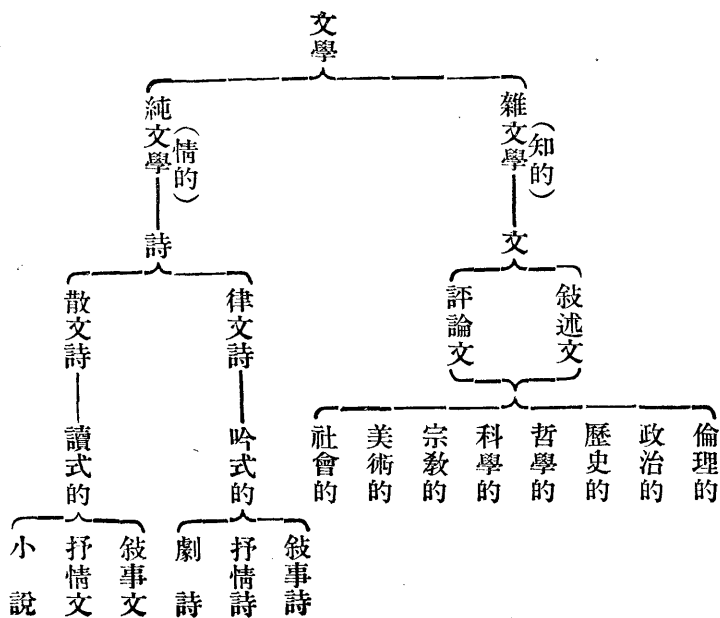 文學
雜文學
(知的)
純文學
(情的)
文
詩
敍述文
評論文
律文詩
散文詩
倫理的
政治的
歷史的
哲學的
科學的
宗教的
美術的
社會的
吟式的
讀式的
敍事詩
抒情詩
劇詩
敍事文
抒情文
小說